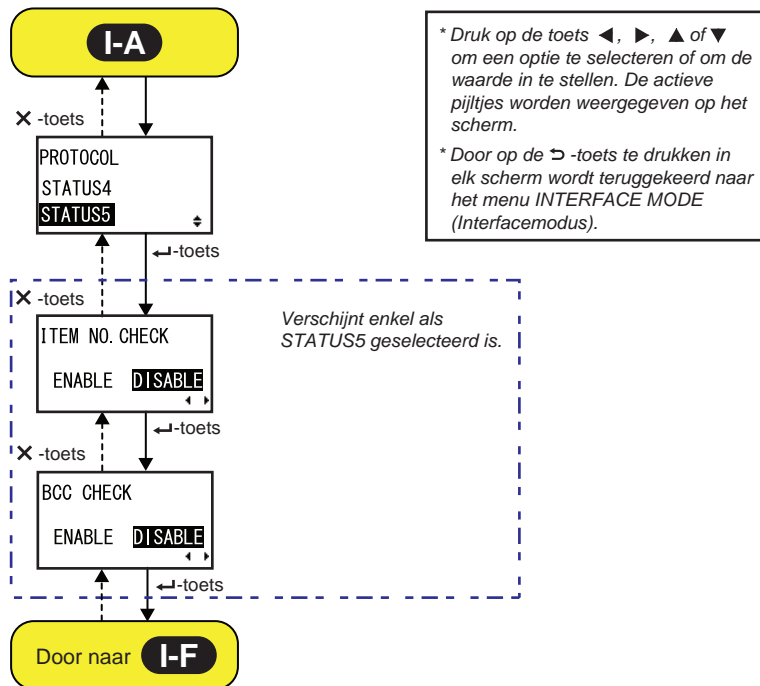 I-A
* Druk op de toets ◀, ▶, ▲ of ▼
om een optie te selecteren of om de
waarde in te stellen. De actieve
pijltjes worden weergegeven op het
scherm.
* Door op de ⮌ -toets te drukken in
elk scherm wordt teruggekeerd naar
het menu INTERFACE MODE
(Interfacemodus).
✕ -toets
PROTOCOL
STATUS4
STATUS5
↵-toets
✕ -toets
Verschijnt enkel als
STATUS5 geselecteerd is.
ITEM NO. CHECK
ENABLE DISABLE
↵-toets
✕ -toets
BCC CHECK
ENABLE DISABLE
↵-toets
Door naar I-F